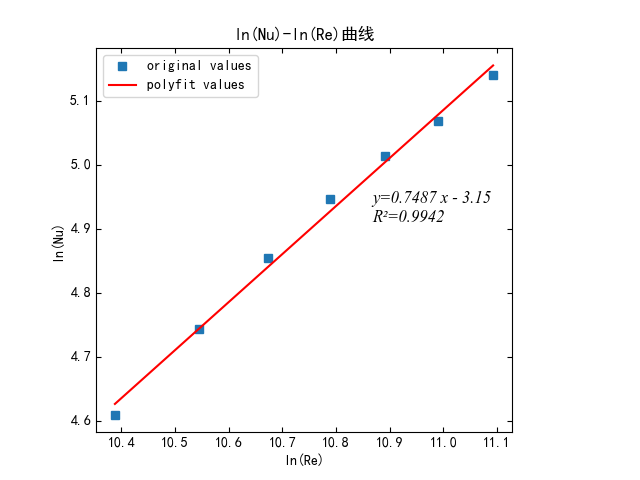 ln(Nu)-ln(Re)曲线
original values
polyfit values
y=0.7487 x - 3.15
R²=0.9942
ln(Nu)
5.1
5.0
4.9
4.8
4.7
4.6
10.4 10.5 10.6 10.7 10.8 10.9 11.0 11.1
ln(Re)